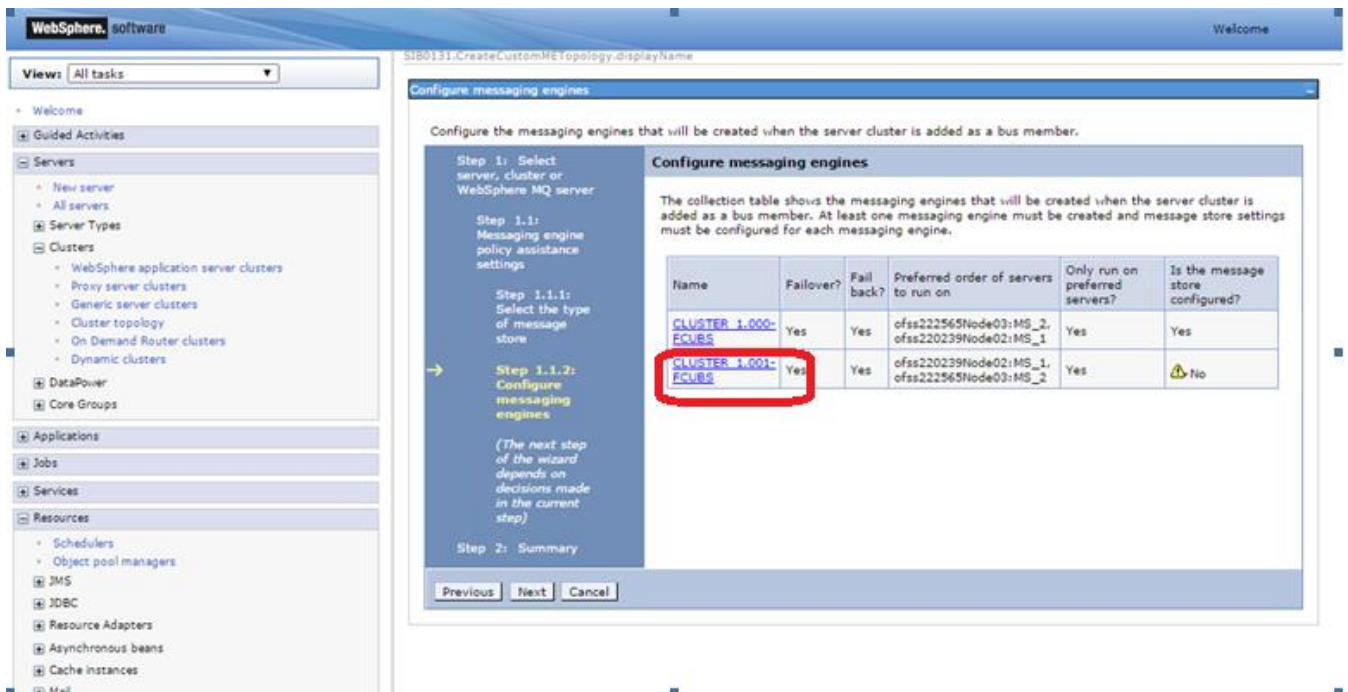 WebSphere. software
Welcome
View: All tasks
Welcome
Guided Activities
Servers
New server
All servers
Server Types
Clusters
WebSphere application server clusters
Proxy server clusters
Generic server clusters
Cluster topology
On Demand Router clusters
Dynamic clusters
DataPower
Core Groups
Applications
Jobs
Services
Resources
Schedulers
Object pool managers
JMS
JDBC
Resource Adapters
Asynchronous beans
Cache instances
Mail
SIB0131.CreateCustomMETopology.displayName
Configure messaging engines
Configure the messaging engines that will be created when the server cluster is added as a bus member.
Step 1: Select
server, cluster or
WebSphere MQ server
Step 1.1:
Messaging engine
policy assistance
settings
Step 1.1.1:
Select the type
of message
store
Step 1.1.2:
Configure
messaging
engines
(The next step
of the wizard
depends on
decisions made
in the current
step)
Step 2: Summary
Configure messaging engines
The collection table shows the messaging engines that will be created when the server cluster is
added as a bus member. At least one messaging engine must be created and message store settings
must be configured for each messaging engine.
Name Failover? Fail back? Preferred order of servers to run on Only run on preferred servers? Is the message store configured?
CLUSTER_1.000-FCUBS Yes Yes ofss222565Node03:MS_2, ofss220239Node02:MS_1 Yes Yes
CLUSTER_1.001-FCUBS Yes Yes ofss220239Node02:MS_1, ofss222565Node03:MS_2 Yes No
Previous Next Cancel